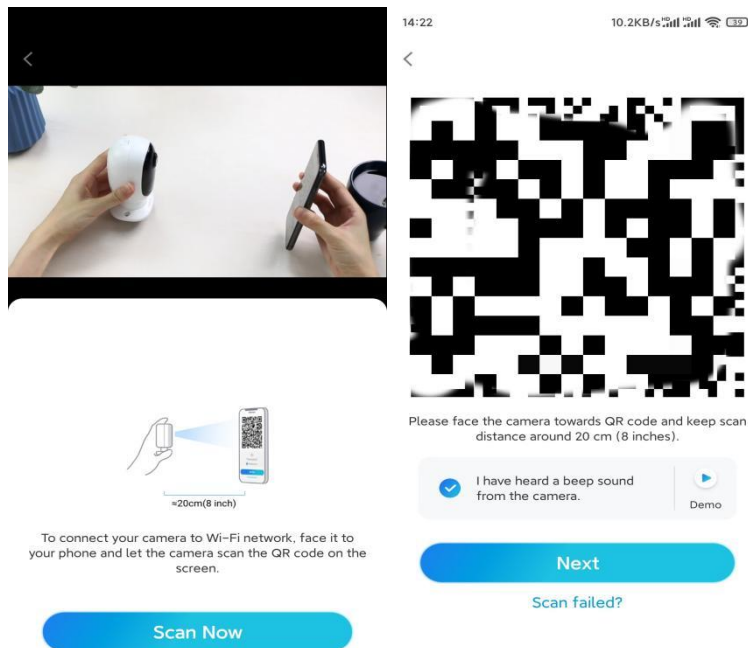 ≈20cm(8 inch)
To connect your camera to Wi-Fi network, face it to
your phone and let the camera scan the QR code on the
screen.
Scan Now
14:22
10.2KB/s HD HD 39
Please face the camera towards QR code and keep scan
distance around 20 cm (8 inches).
I have heard a beep sound
from the camera.
Demo
Next
Scan failed?